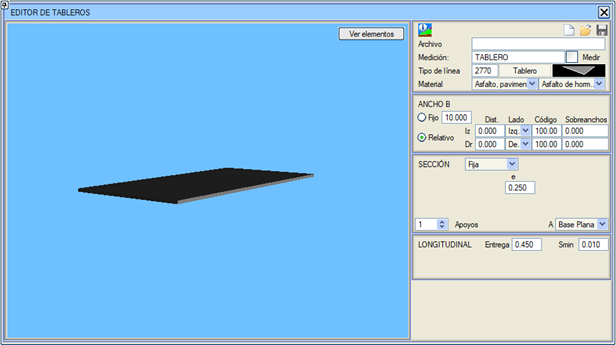 EDITOR DE TABLEROS
Ver elementos
Archivo
Medición: TABLERO Medir
Tipo de línea 2770 Tablero
Material Asfalto, pavimen Asfalto de horm..
ANCHO B
Fijo 10.000 Dist. Lado Código Sobreanchos
Relativo
Iz 0.000 Izq. 100.00 0.000
Dr 0.000 De. 100.00 0.000
SECCIÓN Fija
e
0.250
1 Apoyos A Base Plana
LONGITUDINAL Entrega 0.450 Smin 0.010